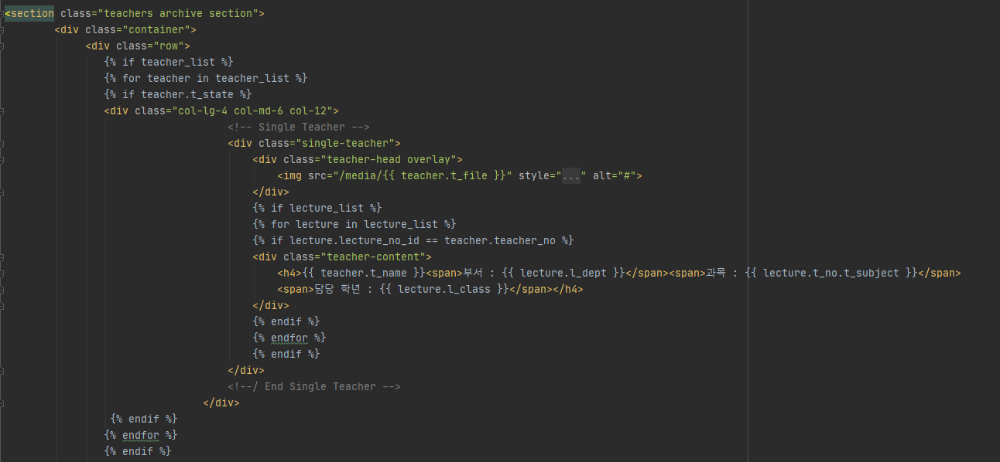 <section class="teachers archive section">
<div class="container">
<div class="row">
{% if teacher_list %}
{% for teacher in teacher_list %}
{% if teacher.t_state %}
<div class="col-lg-4 col-md-6 col-12">
<!-- Single Teacher -->
<div class="single-teacher">
<div class="teacher-head overlay">
<img src="/media/{{ teacher.t_file }}" style="..." alt="#">
</div>
{% if lecture_list %}
{% for lecture in lecture_list %}
{% if lecture.lecture_no_id == teacher.teacher_no %}
<div class="teacher-content">
<h4>{{ teacher.t_name }}<span>부서 : {{ lecture.l_dept }}</span><span>과목 : {{ lecture.t_no.t_subject }}</span>
<span>담당 학년 : {{ lecture.l_class }}</span></h4>
</div>
{% endif %}
{% endfor %}
{% endif %}
</div>
<!--/ End Single Teacher -->
</div>
{% endif %}
{% endfor %}
{% endif %}